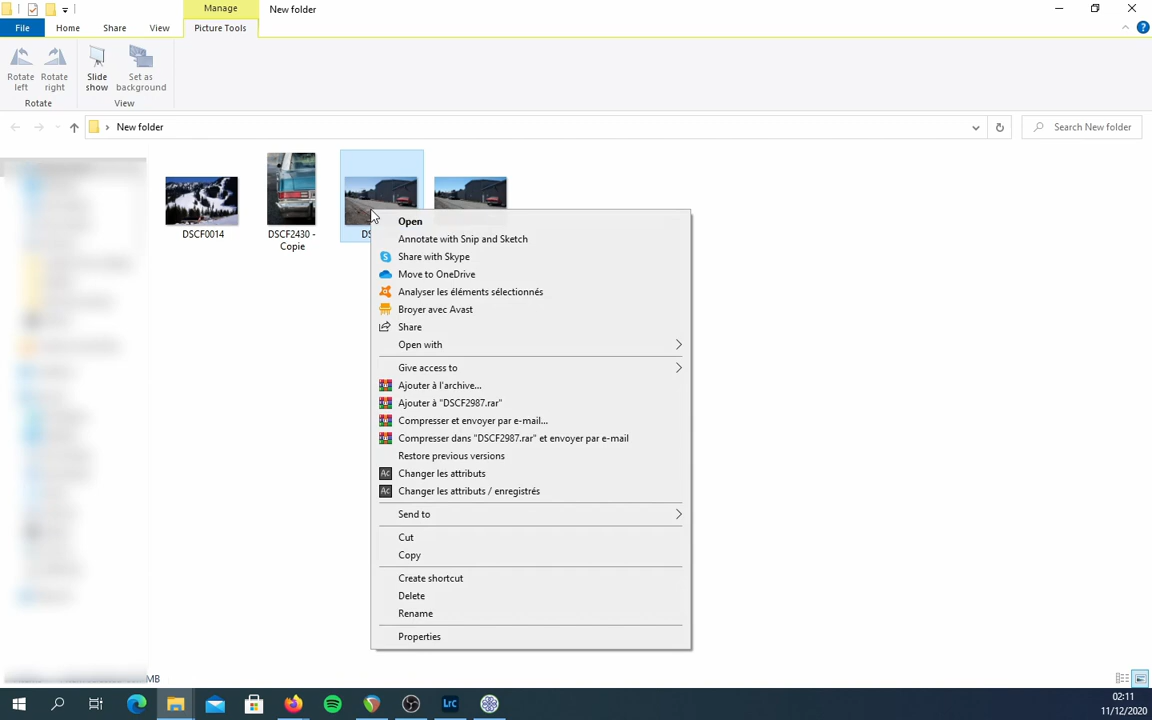 Manage
New folder
File
Home
Share
View
Picture Tools
Rotate left
Rotate right
Slide show
Set as background
Rotate
View
New folder
Search New folder
DSCF0014
DSCF2430 - Copie
Open
Annotate with Snip and Sketch
Share with Skype
Move to OneDrive
Analyser les éléments sélectionnés
Broyer avec Avast
Share
Open with
Give access to
Ajouter à l'archive...
Ajouter à "DSCF2987.rar"
Compresser et envoyer par e-mail...
Compresser dans "DSCF2987.rar" et envoyer par e-mail
Restore previous versions
Ac Changer les attributs
Ac Changer les attributs / enregistrés
Send to
Cut
Copy
Create shortcut
Delete
Rename
Properties
MB
Lrc
02:11
11/12/2020